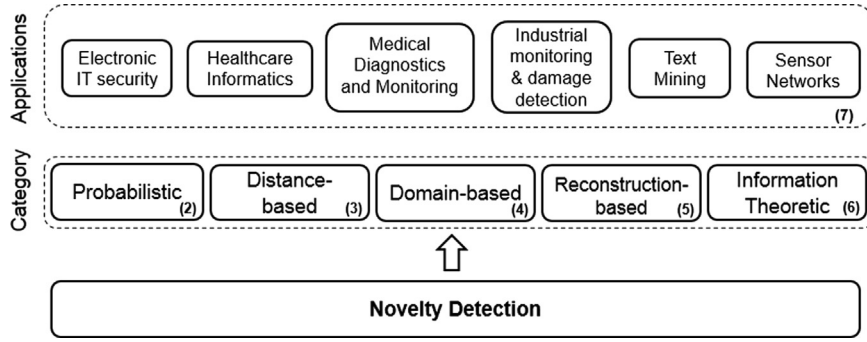 Applications
Electronic
IT security
Healthcare
Informatics
Medical
Diagnostics
and Monitoring
Industrial
monitoring
& damage
detection
Text
Mining
Sensor
Networks
(7)
Category
Probabilistic
(2)
Distance-
based
(3)
Domain-based
(4)
Reconstruction-
based
(5)
Information
Theoretic
(6)
Novelty Detection